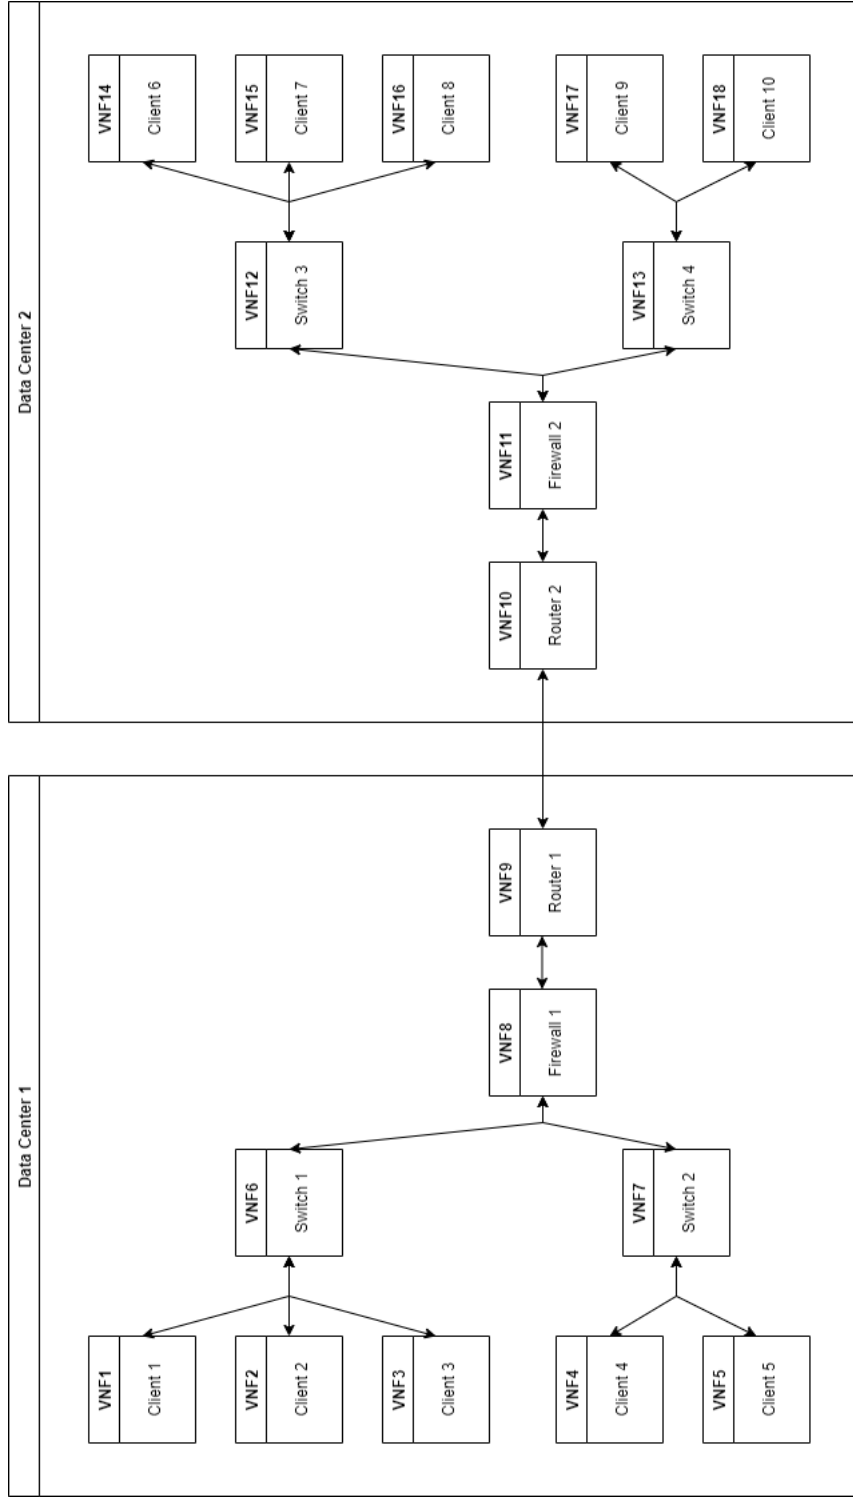 Data Center 1
VNF1
Client 1
VNF2
Client 2
VNF3
Client 3
VNF4
Client 4
VNF5
Client 5
VNF6
Switch 1
VNF7
Switch 2
VNF8
Firewall 1
VNF9
Router 1
Data Center 2
VNF10
Router 2
VNF11
Firewall 2
VNF12
Switch 3
VNF13
Switch 4
VNF14
Client 6
VNF15
Client 7
VNF16
Client 8
VNF17
Client 9
VNF18
Client 10